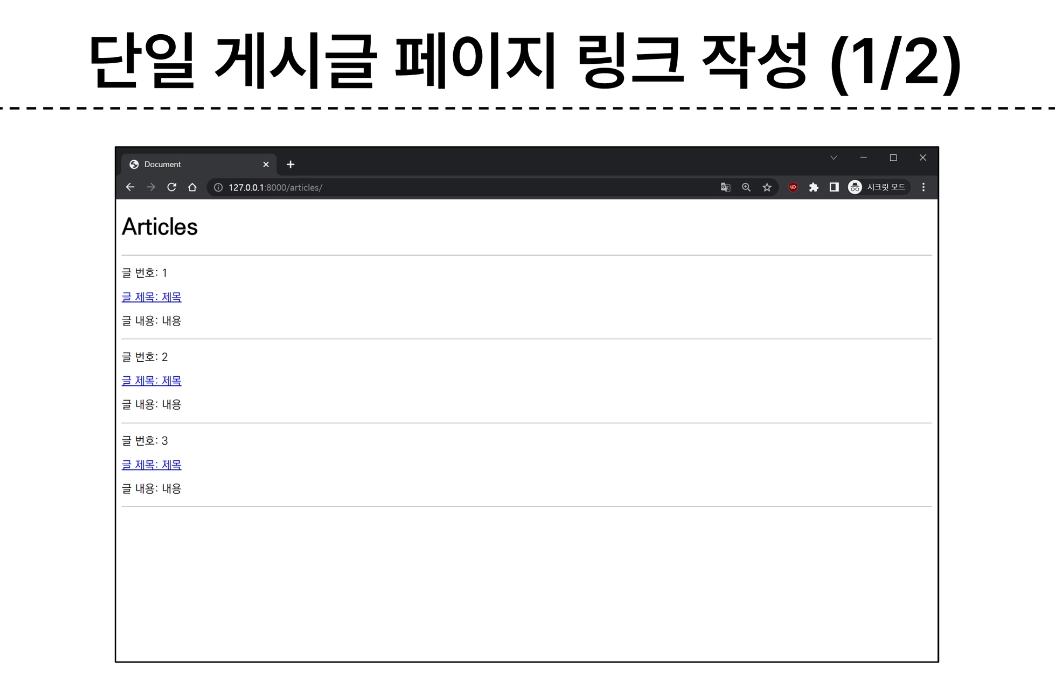 단일 게시글 페이지 링크 작성 (1/2)
Document
127.0.0.1:8000/articles/
시크릿 모드
Articles
글 번호: 1
글 제목: 제목
글 내용: 내용
글 번호: 2
글 제목: 제목
글 내용: 내용
글 번호: 3
글 제목: 제목
글 내용: 내용